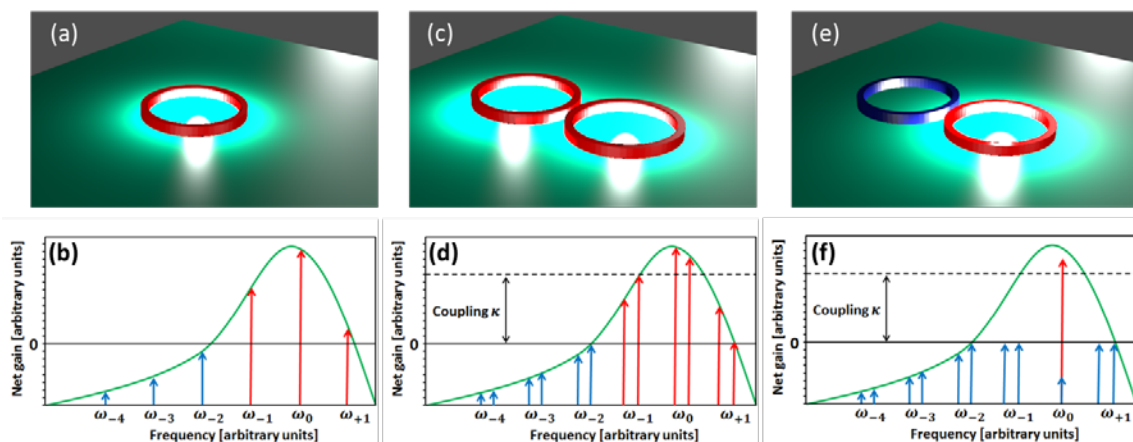 (a)
(c)
(e)
(b)
Net gain [arbitrary units]
0
ω₋₄ ω₋₃ ω₋₂ ω₋₁ ω₀ ω₊₁
Frequency [arbitrary units]
(d)
Net gain [arbitrary units]
Coupling κ
0
ω₋₄ ω₋₃ ω₋₂ ω₋₁ ω₀ ω₊₁
Frequency [arbitrary units]
(f)
Net gain [arbitrary units]
Coupling κ
0
ω₋₄ ω₋₃ ω₋₂ ω₋₁ ω₀ ω₊₁
Frequency [arbitrary units]